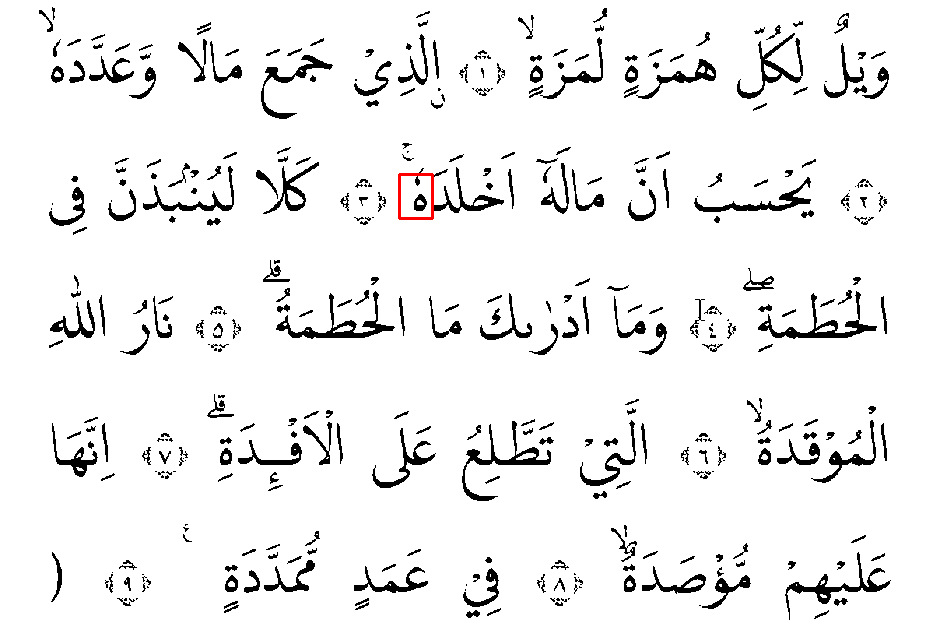 وَيْلٌ لِّكُلِّ هُمَزَةٍ لُّمَزَةٍۙ ١ ۨالَّذِيْ جَمَعَ مَالًا وَّعَدَّدَهٗۙ
٢ يَحْسَبُ اَنَّ مَالَهٗٓ اَخْلَدَهٗۚ ٣ كَلَّا لَيُنْۢبَذَنَّ فِى
الْحُطَمَةِۖ ٤ وَمَآ اَدْرٰىكَ مَا الْحُطَمَةُۗ ٥ نَارُ اللّٰهِ
الْمُوْقَدَةُۙ ٦ الَّتِيْ تَطَّلِعُ عَلَى الْاَفْـِٕدَةِۗ ٧ اِنَّهَا
عَلَيْهِمْ مُّؤْصَدَةٌۙ ٨ فِيْ عَمَدٍ مُّمَدَّدَةٍ ࣖ ٩ (